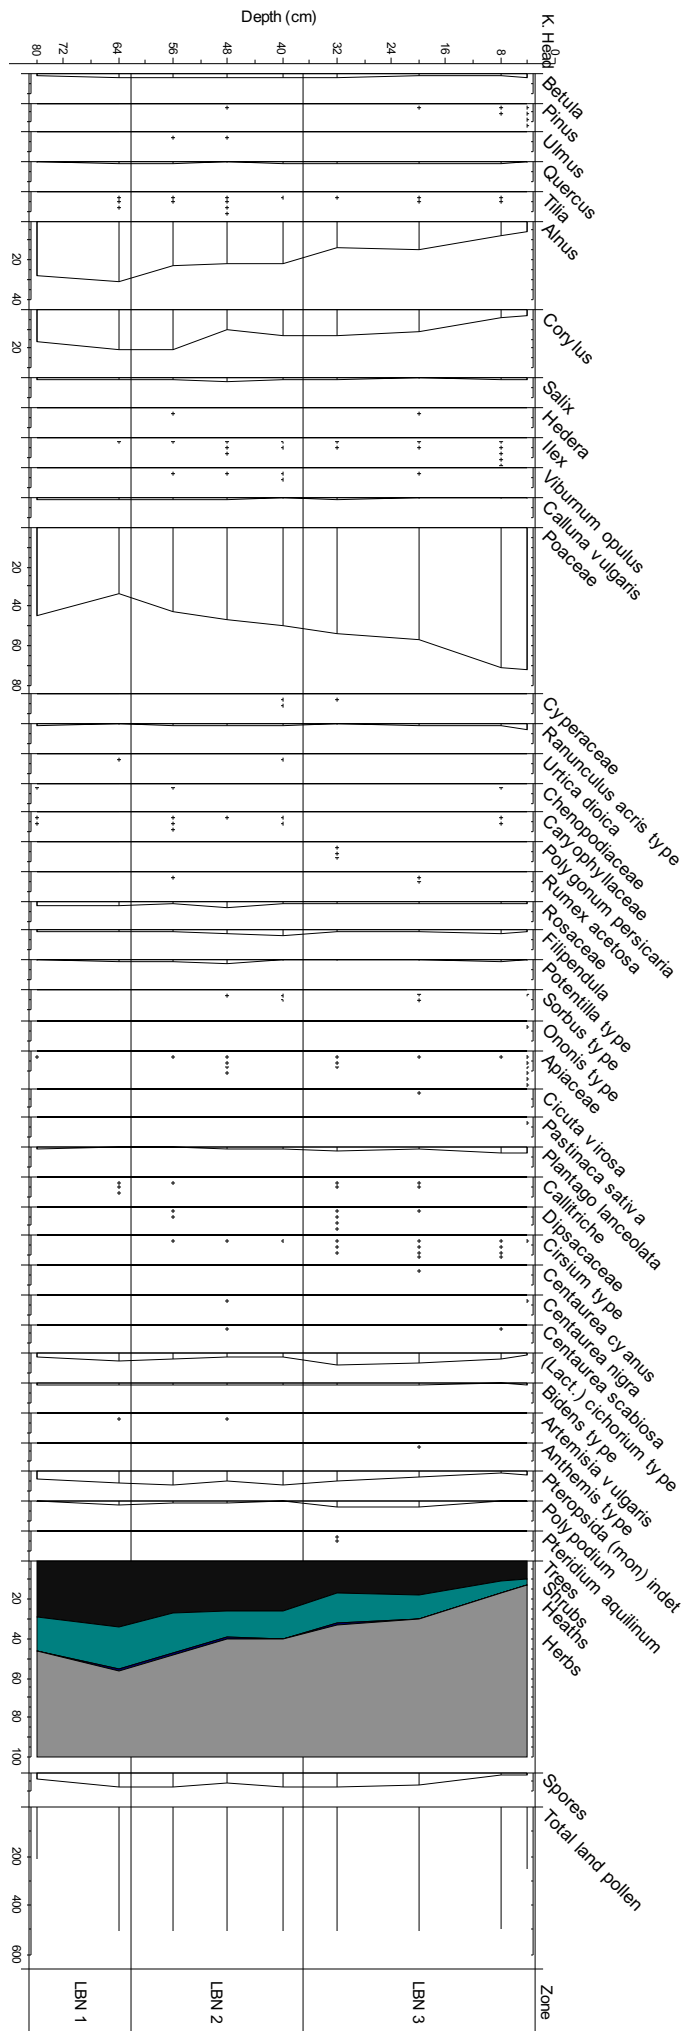 Depth (cm)
80 72 64 56 48 40 32 24 16 8 0
K. Head
Betula
Pinus
Ulmus
Quercus
Tilia
Alnus
20 40
Corylus
20
Salix
Hedera
Ilex
Viburnum opulus
Calluna vulgaris
Poaceae
20 40 60 80
Cyperaceae
Ranunculus acris type
Urtica dioica
Chenopodiaceae
Caryophyllaceae
Polygonum persicaria
Rumex acetosa
Rosaceae
Filipendula
Potentilla type
Sorbus type
Ononis type
Apiaceae
Cicuta virosa
Pastinaca sativa
Plantago lanceolata
Callitriche
Dipsacaceae
Cirsium type
Centaurea cyanus
Centaurea nigra
Centaurea scabiosa
(Lact.) cichorium type
Bidens type
Artemisia vulgaris
Anthemis type
Pteropsida (mon) indet
Polypodium
Pteridium aquilinum
Trees
Shrubs
Heaths
Herbs
20 40 60 80 100
Spores
Total land pollen
200 400 600
Zone
LBN 1
LBN 2
LBN 3